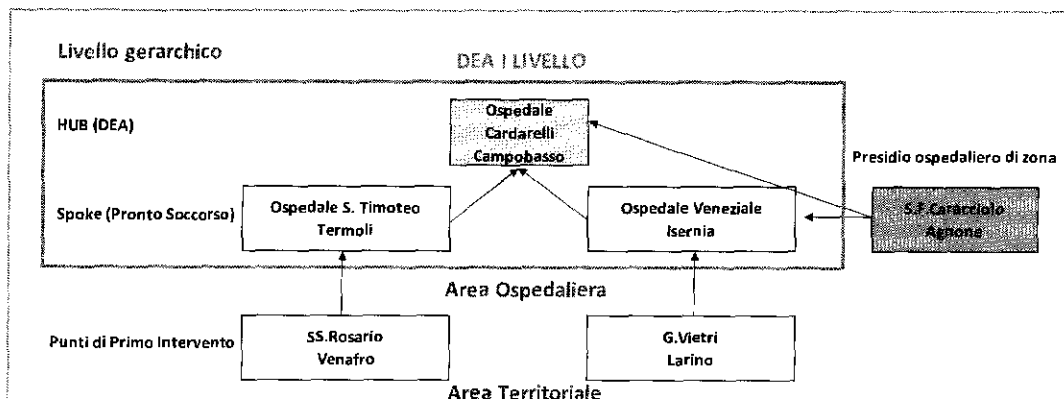 Livello gerarchico
DEA I LIVELLO
HUB (DEA)
Ospedale
Cardarelli
Campobasso
Presidio ospedaliero di zona
Spoke (Pronto Soccorso)
Ospedale S. Timoteo
Termoli
Ospedale Veneziale
Isernia
S.F.Caracciolo
Agnone
Area Ospedaliera
Punti di Primo Intervento
SS.Rosario
Venafro
G.Vietri
Larino
Area Territoriale